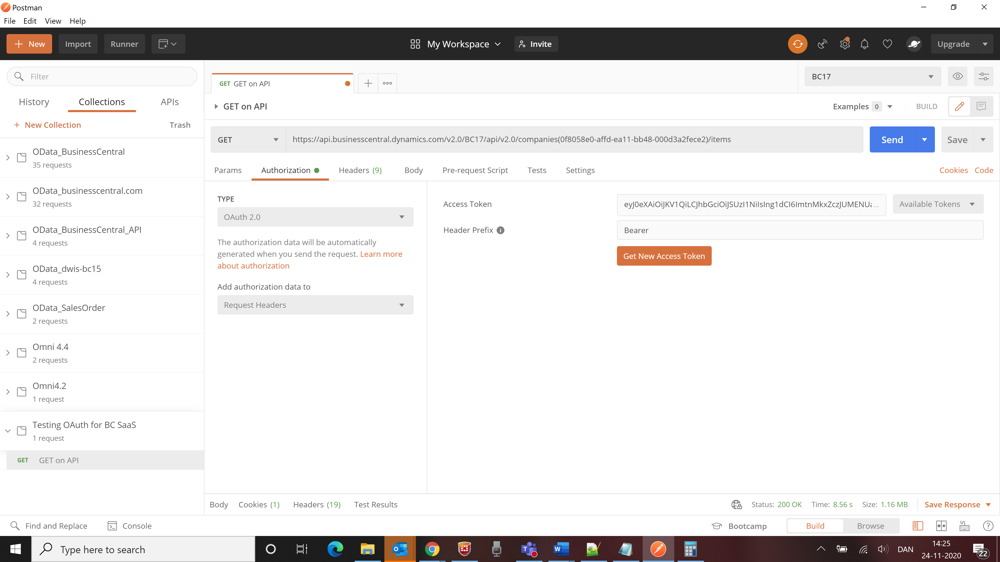 Postman
File Edit View Help
New Import Runner My Workspace Invite Upgrade
Filter
History Collections APIs
+ New Collection Trash
OData_BusinessCentral
35 requests
OData_businesscentral.com
32 requests
OData_BusinessCentral_API
4 requests
OData_dwis-bc15
4 requests
OData_SalesOrder
2 requests
Omni 4.4
2 requests
Omni4.2
1 request
Testing OAuth for BC SaaS
1 request
GET GET on API
GET GET on API
BC17
GET on API
Examples 0 BUILD
GET https://api.businesscentral.dynamics.com/v2.0/BC17/api/v2.0/companies(0f8058e0-affd-ea11-bb48-000d3a2fece2)/items Send Save
Params Authorization Headers (9) Body Pre-request Script Tests Settings Cookies Code
TYPE
OAuth 2.0
The authorization data will be automatically
generated when you send the request. Learn more
about authorization
Add authorization data to
Request Headers
Access Token eyJ0eXAiOiJKV1QiLCJhbGciOiJSUzI1NiIsIng1dCI6ImtnMkxZczJUMENUa... Available Tokens
Header Prefix Bearer
Get New Access Token
Body Cookies (1) Headers (19) Test Results Status: 200 OK Time: 8.56 s Size: 1.16 MB Save Response
Find and Replace Console Bootcamp Build Browse
Type here to search
DAN
14:25
24-11-2020
22